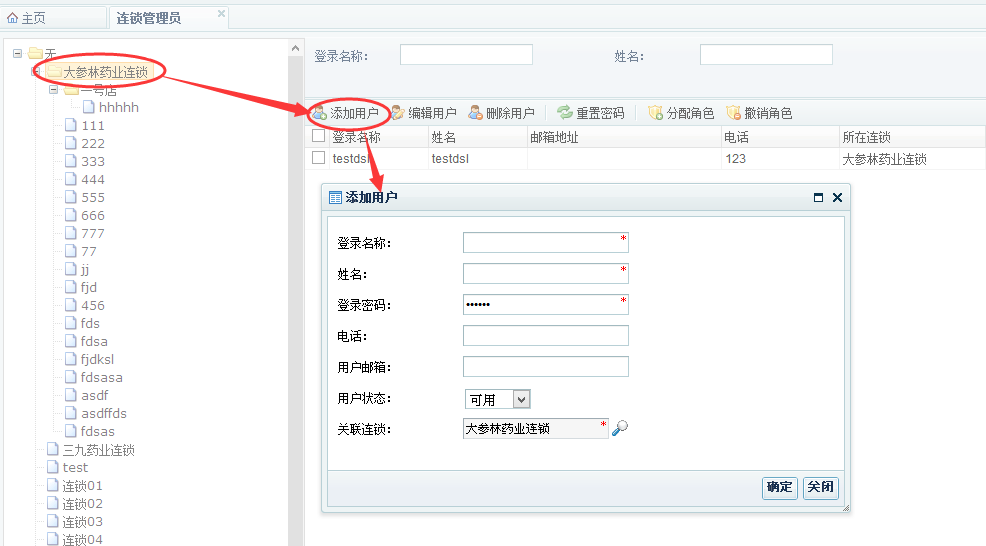 主页
连锁管理员
无
大参林药业连锁
一号店
hhhhh
111
222
333
444
555
666
777
77
jj
fjd
456
fds
fdsa
fjdksl
fdsasa
asdf
asdffds
fdsas
三九药业连锁
test
连锁01
连锁02
连锁03
连锁04
登录名称： 姓名：
添加用户 编辑用户 删除用户 重置密码 分配角色 撤销角色
登录名称 姓名 邮箱地址 电话 所在连锁
testdsl testdsl 123 大参林药业连锁
添加用户
登录名称： *
姓名： *
登录密码： •••••• *
电话：
用户邮箱：
用户状态： 可用
关联连锁： 大参林药业连锁 *
确定 关闭